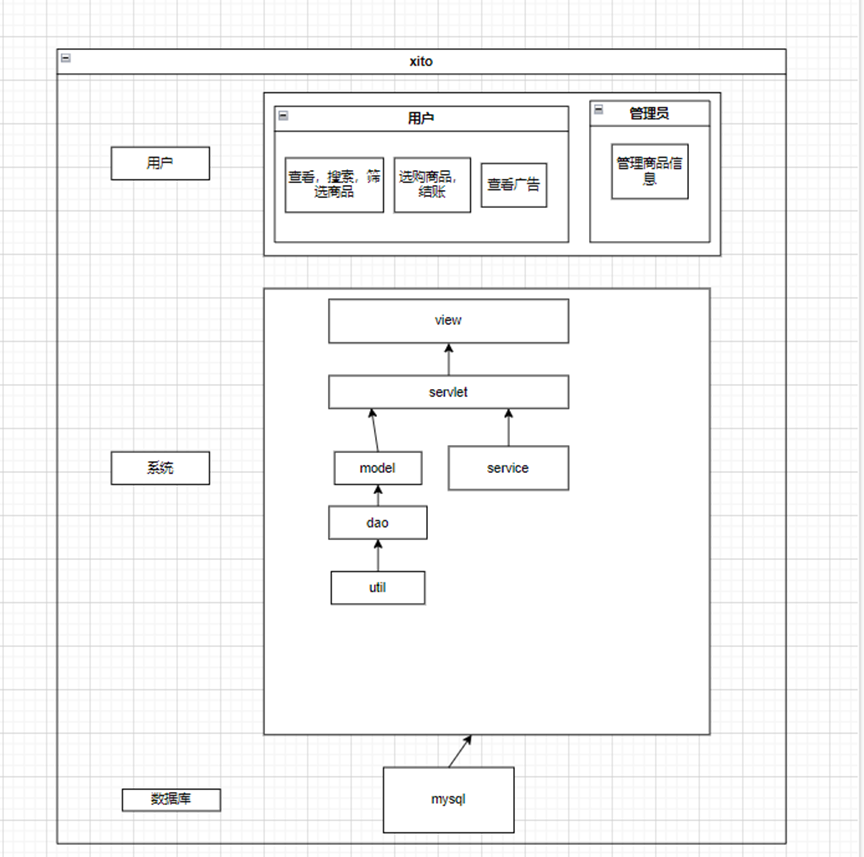 xito
用户
用户
查看，搜索，筛
选商品
选购商品，
结账
查看广告
管理员
管理商品信
息
系统
view
servlet
model
service
dao
util
数据库
mysql